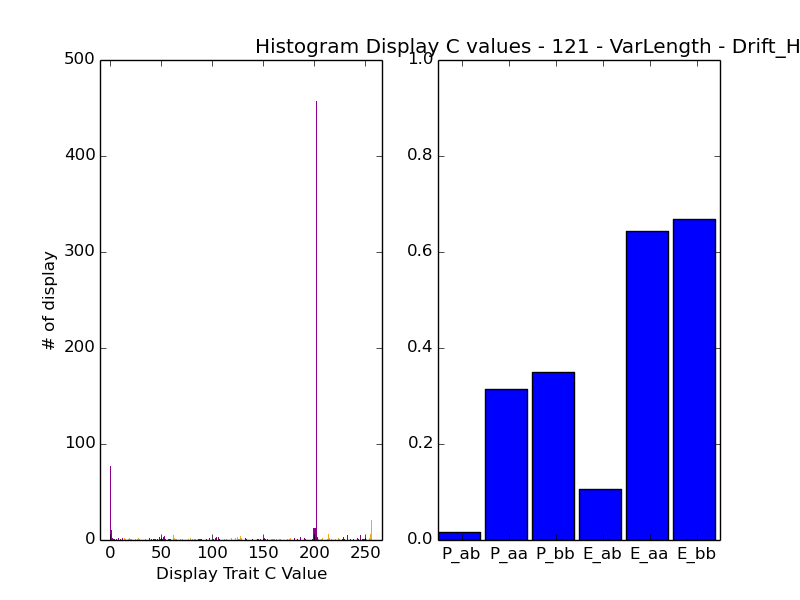 Histogram Display C values - 121 - VarLength - Drift_H
500
400
300
200
100
0
# of display
0 50 100 150 200 250
Display Trait C Value
1.0
0.8
0.6
0.4
0.2
0.0
P_ab P_aa P_bb E_ab E_aa E_bb